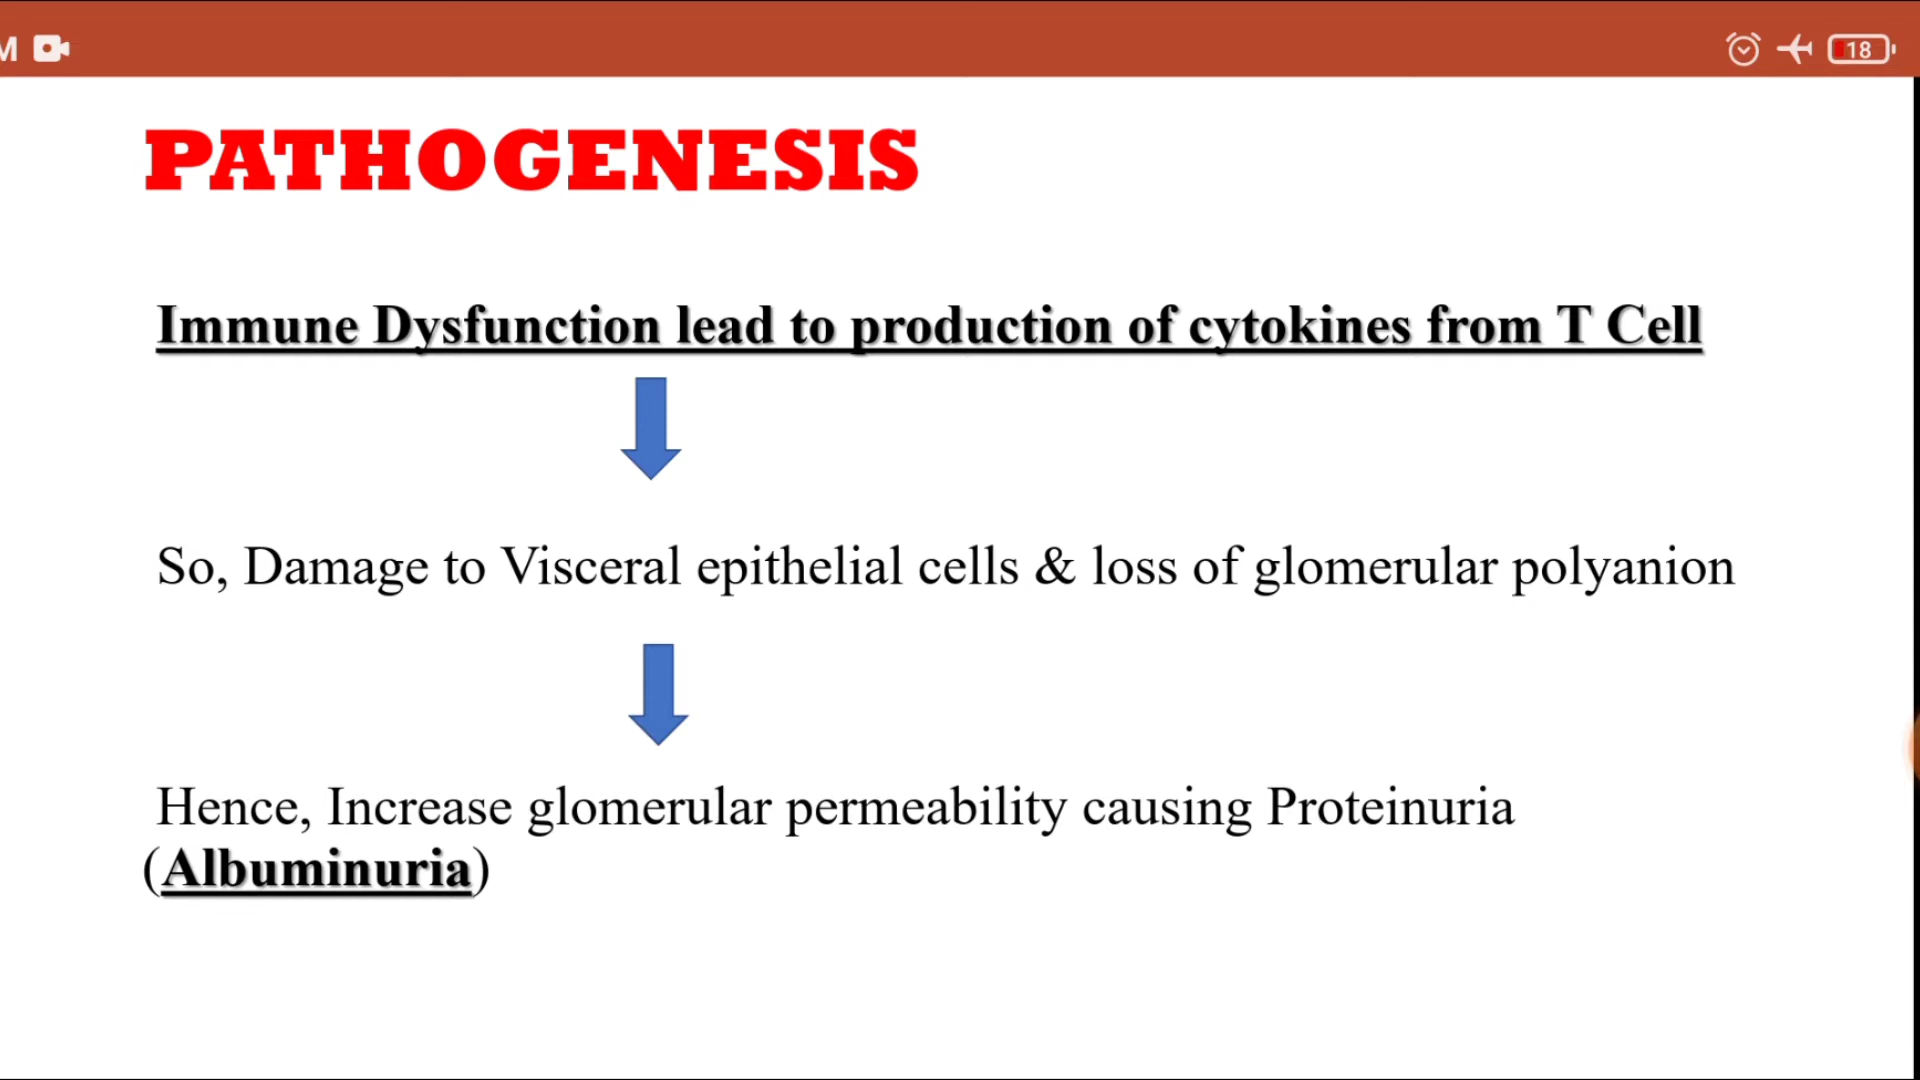 M
18
PATHOGENESIS
Immune Dysfunction lead to production of cytokines from T Cell
So, Damage to Visceral epithelial cells & loss of glomerular polyanion
Hence, Increase glomerular permeability causing Proteinuria
(Albuminuria)